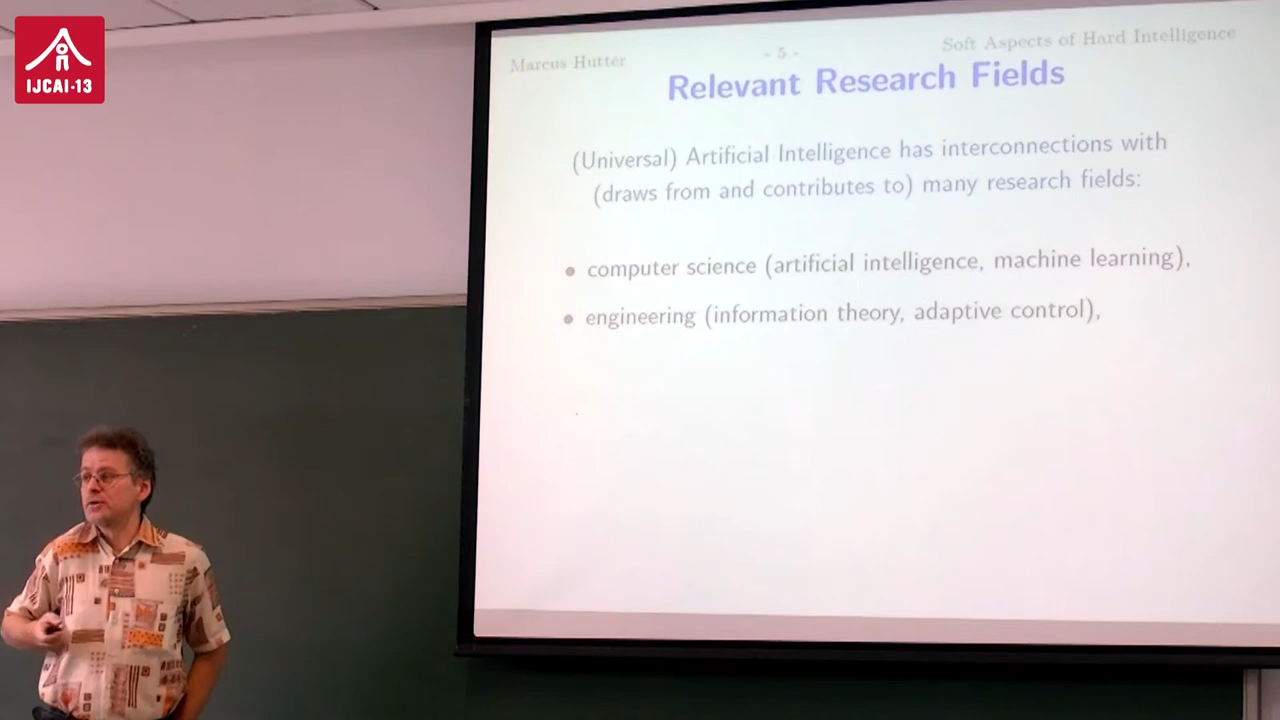 IJCAI-13
Marcus Hutter
- 5 -
Soft Aspects of Hard Intelligence
Relevant Research Fields
(Universal) Artificial Intelligence has interconnections with
(draws from and contributes to) many research fields:
• computer science (artificial intelligence, machine learning),
• engineering (information theory, adaptive control),